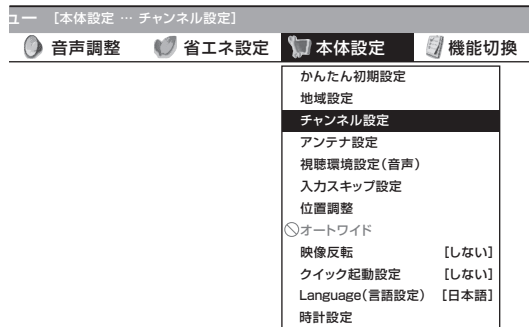 ュー [本体設定 … チャンネル設定]
音声調整 省エネ設定 本体設定 機能切換
かんたん初期設定
地域設定
チャンネル設定
アンテナ設定
視聴環境設定(音声)
入力スキップ設定
位置調整
オートワイド
映像反転 [しない]
クイック起動設定 [しない]
Language(言語設定) [日本語]
時計設定